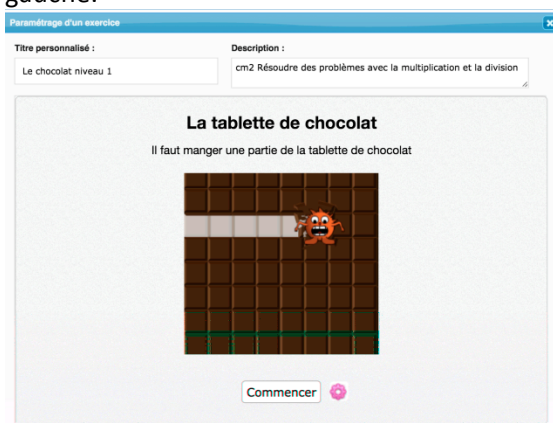 gauche.
Paramétrage d'un exercice
Titre personnalisé :
Description :
Le chocolat niveau 1
cm2 Résoudre des problèmes avec la multiplication et la division
La tablette de chocolat
Il faut manger une partie de la tablette de chocolat
Commencer